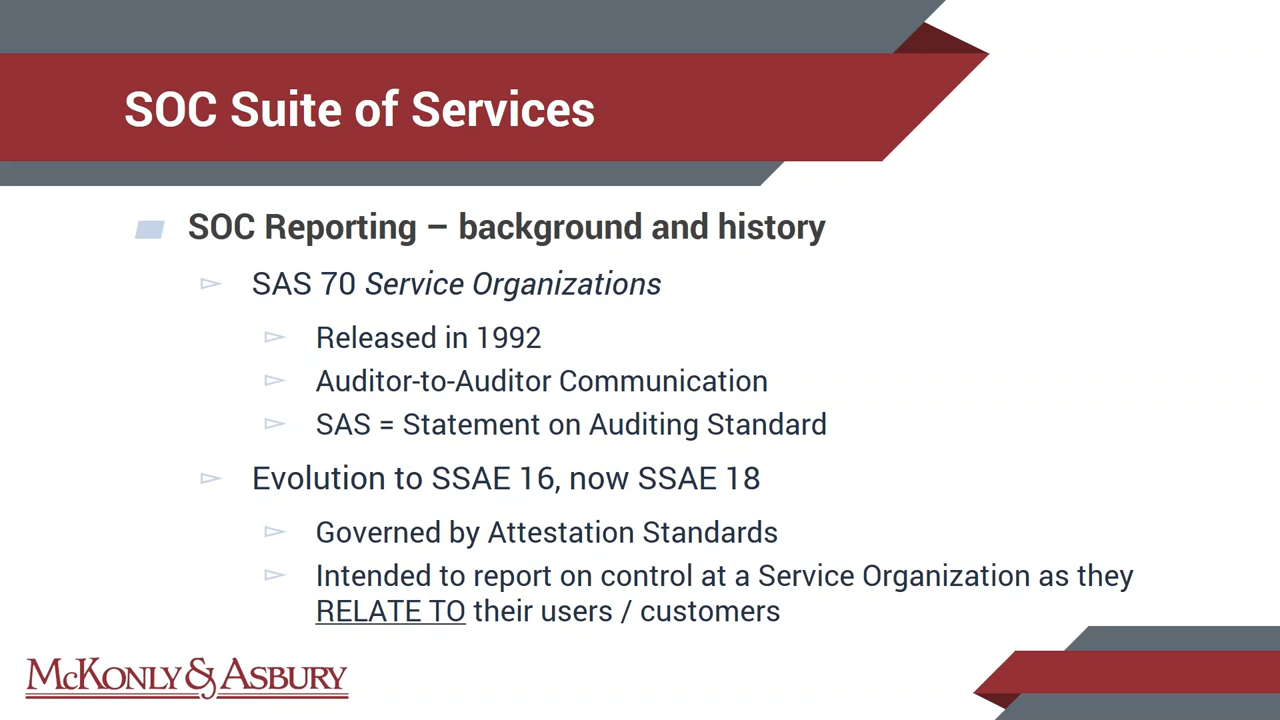 SOC Suite of Services
SOC Reporting – background and history
SAS 70 Service Organizations
Released in 1992
Auditor-to-Auditor Communication
SAS = Statement on Auditing Standard
Evolution to SSAE 16, now SSAE 18
Governed by Attestation Standards
Intended to report on control at a Service Organization as they
RELATE TO their users / customers
McKonly & Asbury